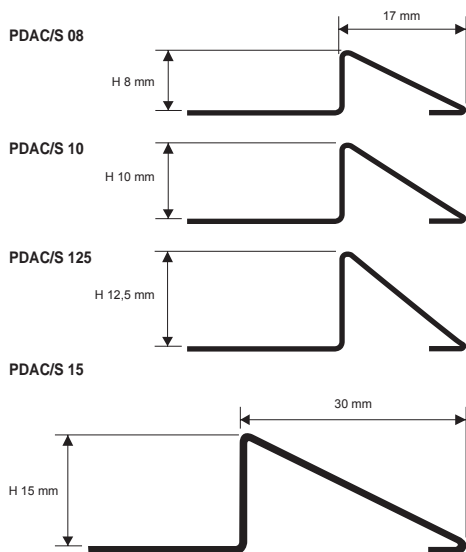 17 mm
PDAC/S 08
H 8 mm
PDAC/S 10
H 10 mm
PDAC/S 125
H 12,5 mm
PDAC/S 15
30 mm
H 15 mm